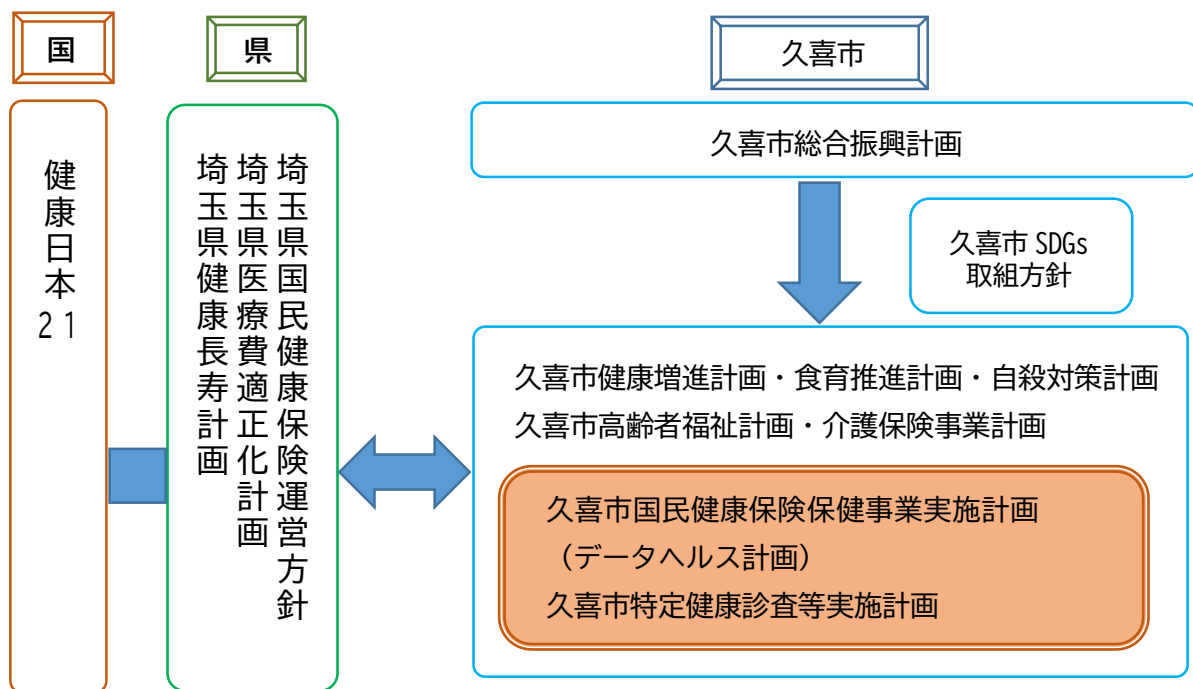 国
県
久喜市
健康日本２１
埼玉県国民健康保険運営方針
埼玉県医療費適正化計画
埼玉県健康長寿計画
久喜市総合振興計画
久喜市 SDGs
取組方針
久喜市健康増進計画・食育推進計画・自殺対策計画
久喜市高齢者福祉計画・介護保険事業計画
久喜市国民健康保険保健事業実施計画
（データヘルス計画）
久喜市特定健康診査等実施計画